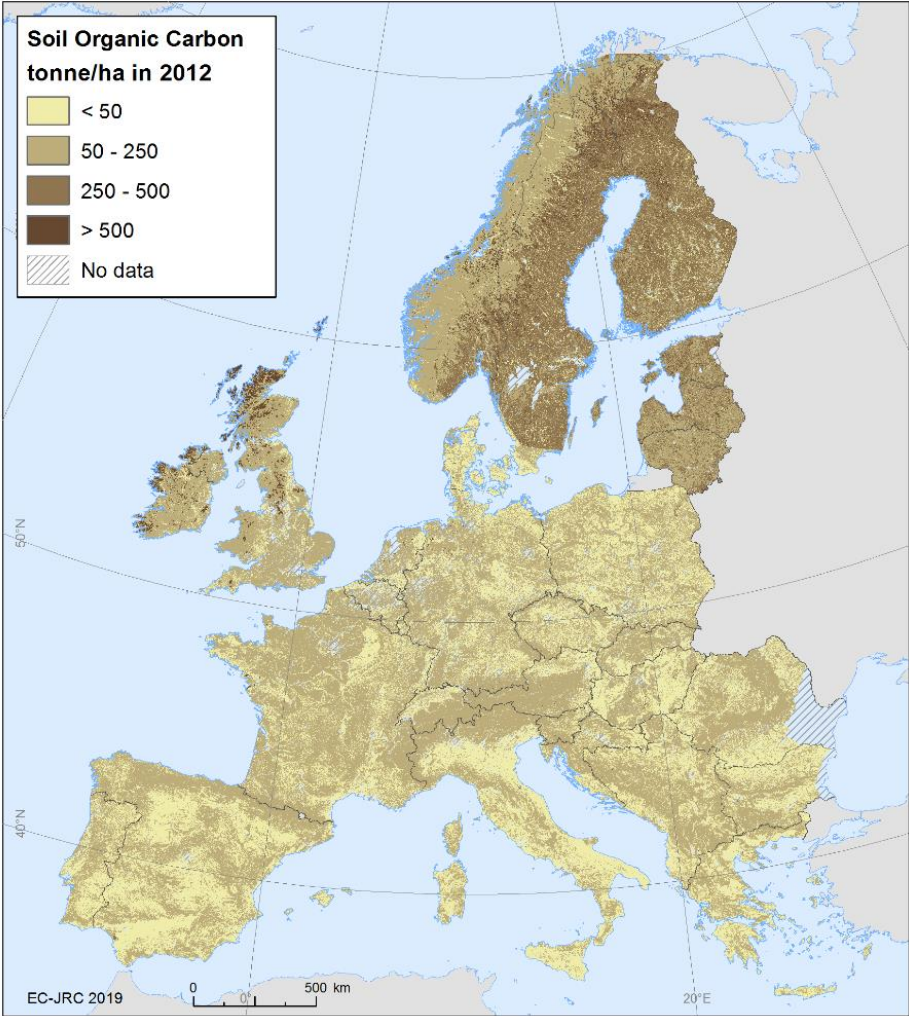 Soil Organic Carbon
tonne/ha in 2012
< 50
50 - 250
250 - 500
> 500
No data
50°N
40°N
EC-JRC 2019
0 500 km
0°
20°E